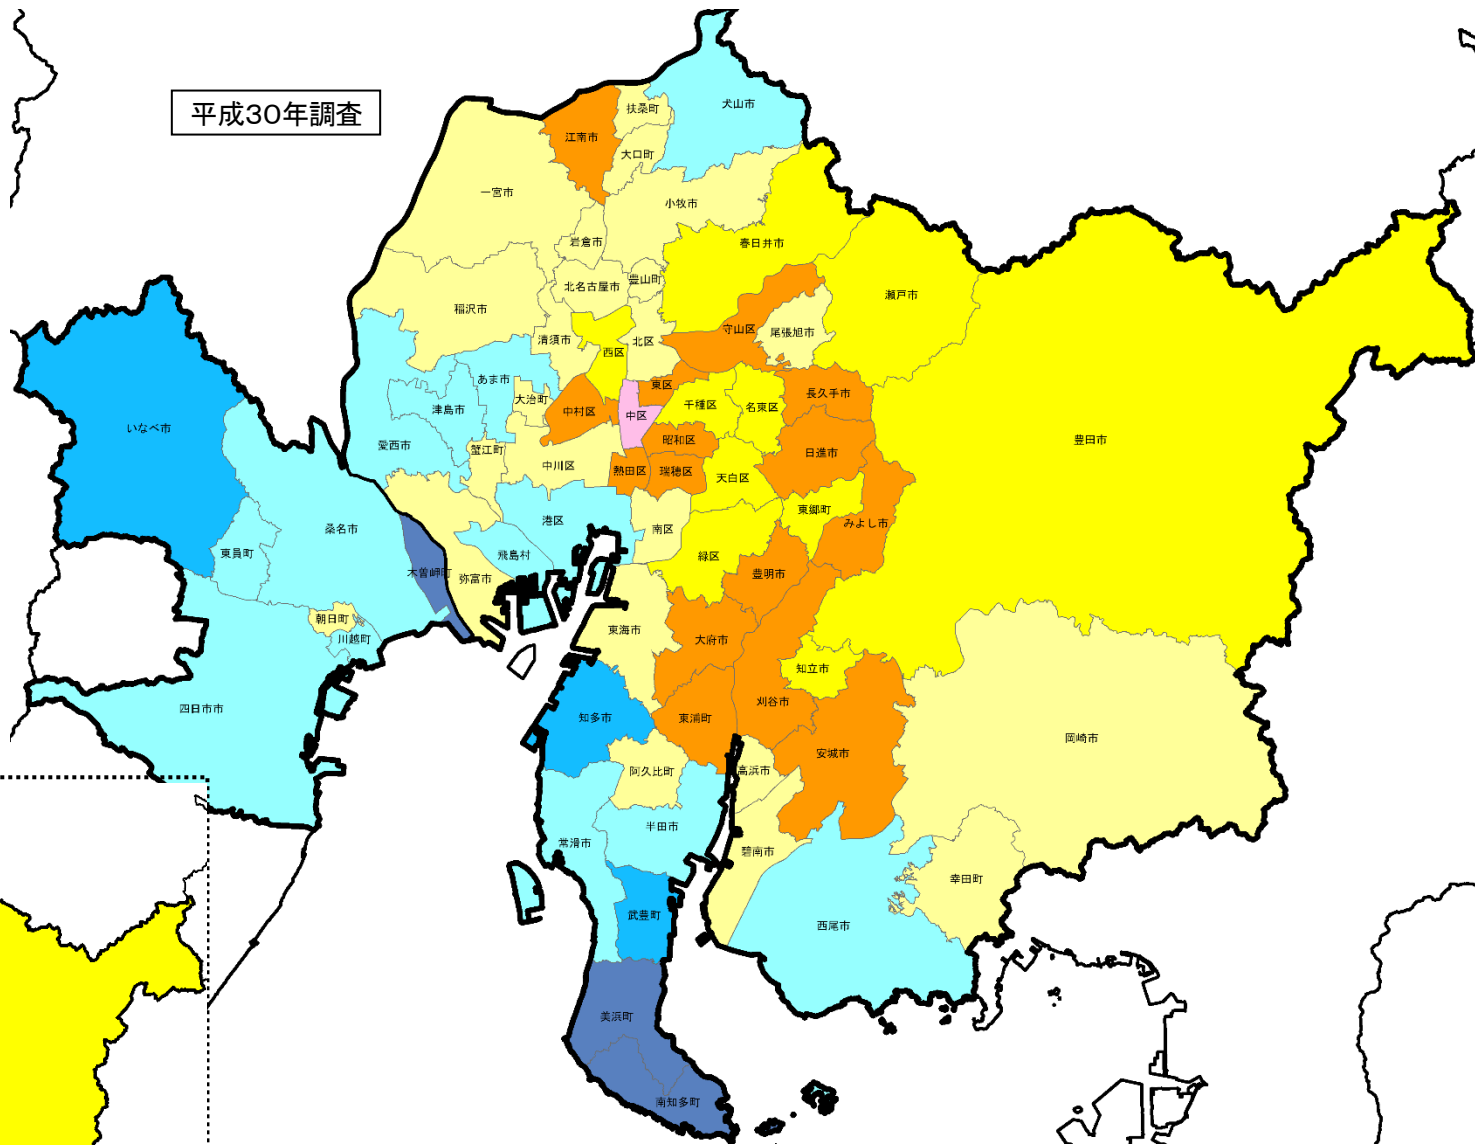 平成30年調査
犬山市
扶桑町
江南市
大口町
一宮市
小牧市
岩倉市
春日井市
豊山町
北名古屋市
瀬戸市
稲沢市
守山区
尾張旭市
清須市
北区
西区
あま市
東区
長久手市
大治町
千種区
名東区
津島市
中村区
中区
いなべ市
豊田市
昭和区
愛西市
蟹江町
日進市
中川区
熱田区
瑞穂区
天白区
東郷町
港区
みよし市
桑名市
南区
東員町
飛島村
緑区
木曽岬町
弥富市
豊明市
朝日町
東海市
川越町
大府市
知立市
刈谷市
四日市市
知多市
東浦町
岡崎市
安城市
阿久比町
高浜市
半田市
常滑市
碧南市
幸田町
武豊町
西尾市
美浜町
南知多町